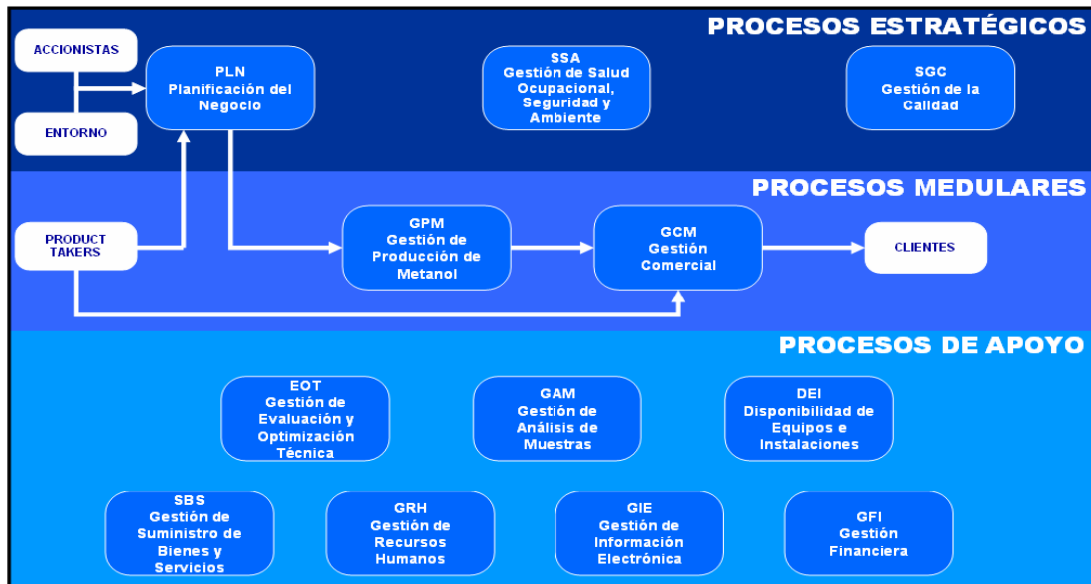 PROCESOS ESTRATÉGICOS
ACCIONISTAS
ENTORNO
PLN
Planificación del
Negocio
SSA
Gestión de Salud
Ocupacional,
Seguridad y
Ambiente
SGC
Gestión de la
Calidad
PROCESOS MEDULARES
PRODUCT
TAKERS
GPM
Gestión de
Producción de
Metanol
GCM
Gestión
Comercial
CLIENTES
PROCESOS DE APOYO
EOT
Gestión de
Evaluación y
Optimización
Técnica
GAM
Gestión de
Análisis de
Muestras
DEI
Disponibilidad de
Equipos e
Instalaciones
SBS
Gestión de
Suministro de
Bienes y
Servicios
GRH
Gestión de
Recursos
Humanos
GIE
Gestión de
Información
Electrónica
GFI
Gestión
Financiera